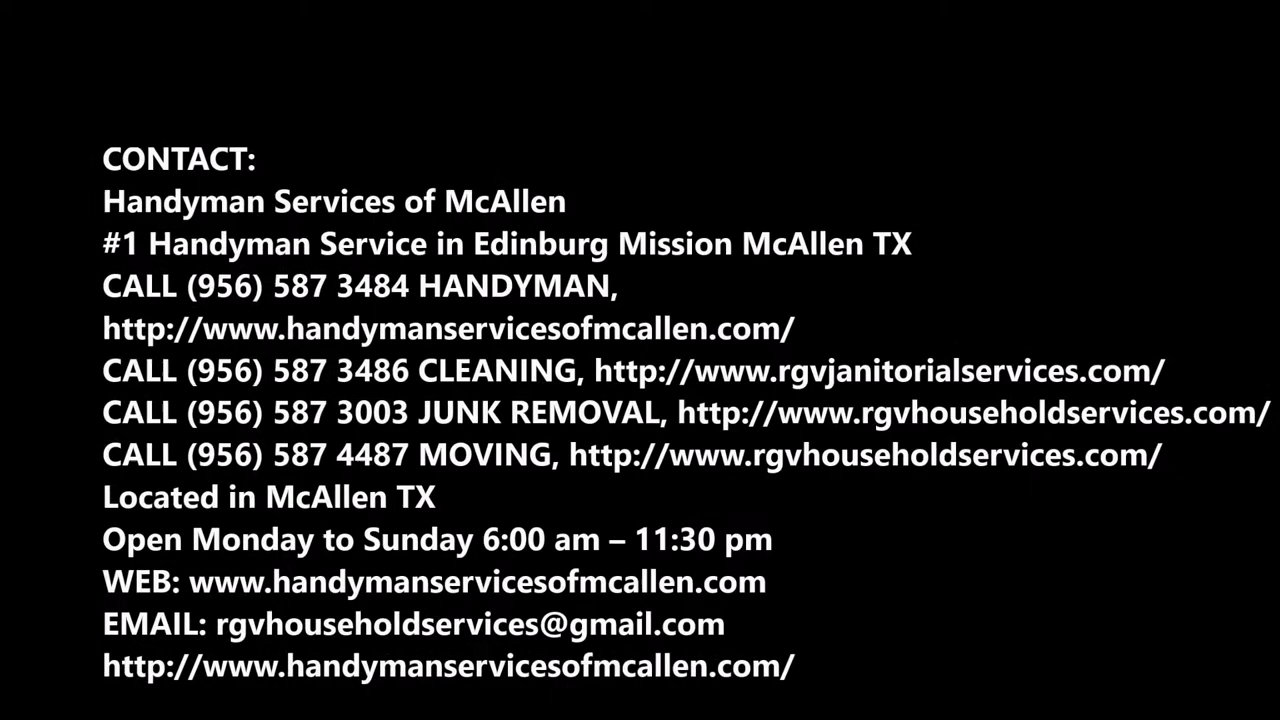 CONTACT:
Handyman Services of McAllen
#1 Handyman Service in Edinburg Mission McAllen TX
CALL (956) 587 3484 HANDYMAN,
http://www.handymanservicesofmcallen.com/
CALL (956) 587 3486 CLEANING, http://www.rgvjanitorialservices.com/
CALL (956) 587 3003 JUNK REMOVAL, http://www.rgvhouseholdservices.com/
CALL (956) 587 4487 MOVING, http://www.rgvhouseholdservices.com/
Located in McAllen TX
Open Monday to Sunday 6:00 am – 11:30 pm
WEB: www.handymanservicesofmcallen.com
EMAIL: rgvhouseholdservices@gmail.com
http://www.handymanservicesofmcallen.com/